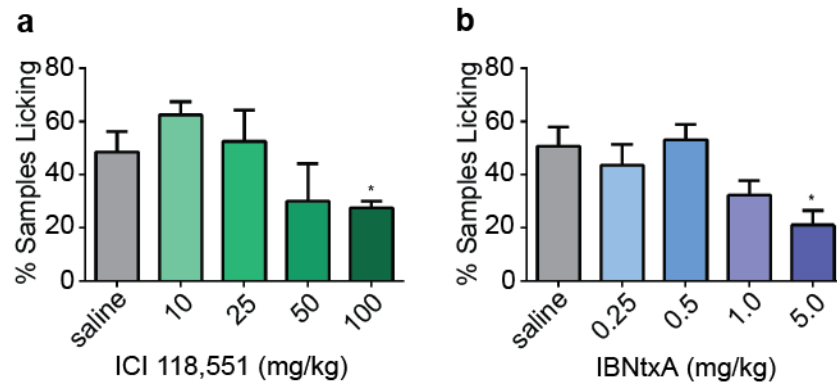 a
% Samples Licking
80
60
40
20
0
*
saline
10
25
50
100
ICI 118,551 (mg/kg)
b
% Samples Licking
80
60
40
20
0
*
saline
0.25
0.5
1.0
5.0
IBNtxA (mg/kg)